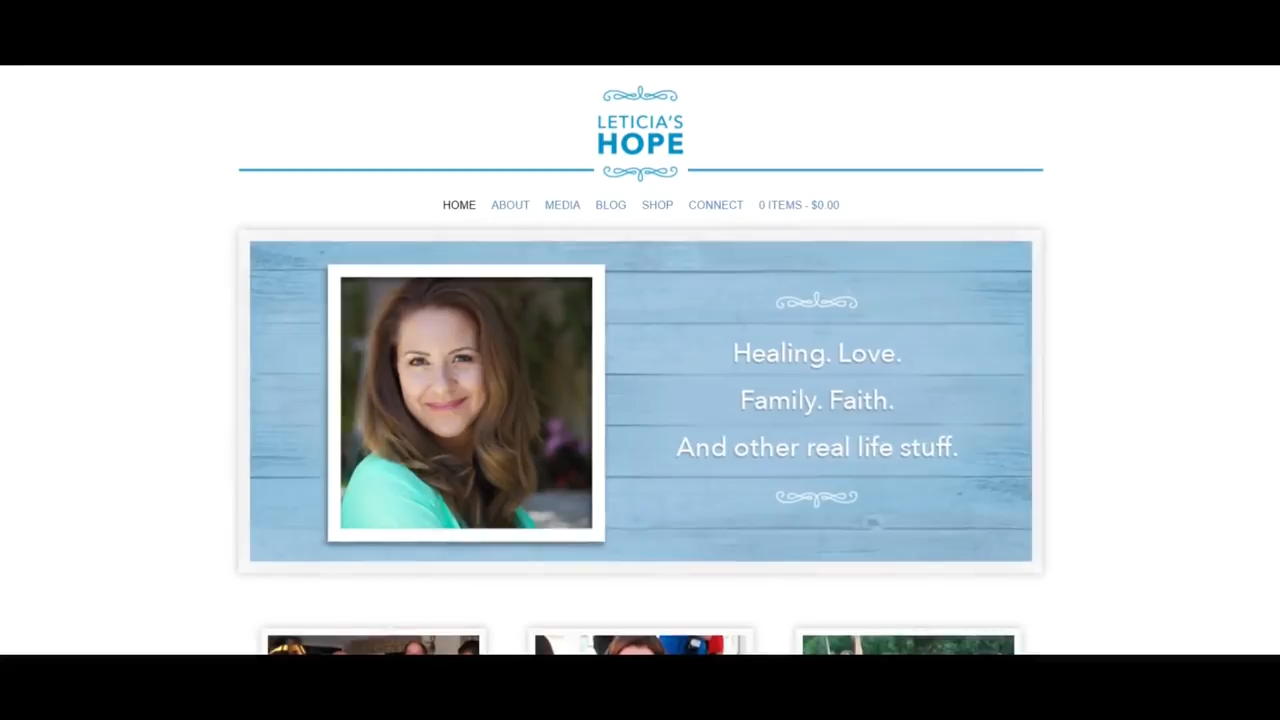 LETICIA'S
HOPE
HOME ABOUT MEDIA BLOG SHOP CONNECT 0 ITEMS - $0.00
Healing. Love.
Family. Faith.
And other real life stuff.